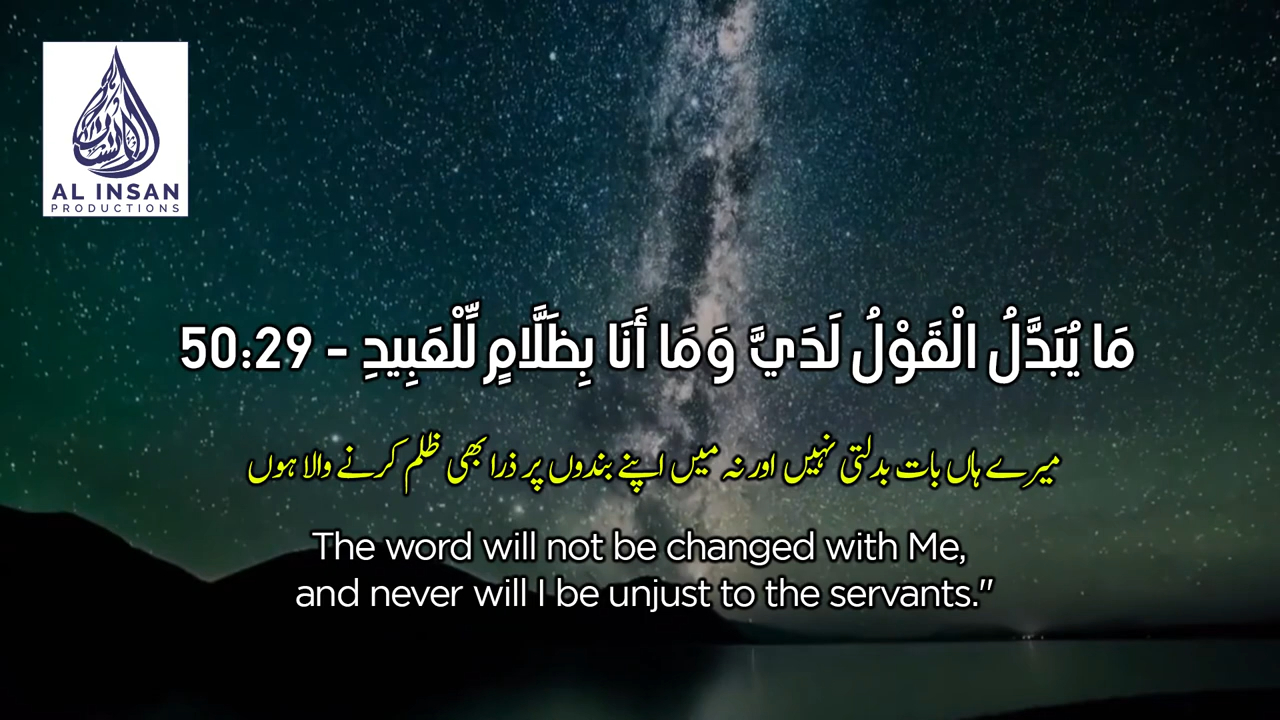 AL INSAN
PRODUCTIONS
مَا يُبَدَّلُ الْقَوْلُ لَدَيَّ وَمَا أَنَا بِظَلَّامٍ لِّلْعَبِيدِ - 50:29
میرے ہاں بات بدلتی نہیں اور نہ میں اپنے بندوں پر ذرا بھی ظلم کرنے والا ہوں
The word will not be changed with Me,
and never will I be unjust to the servants."